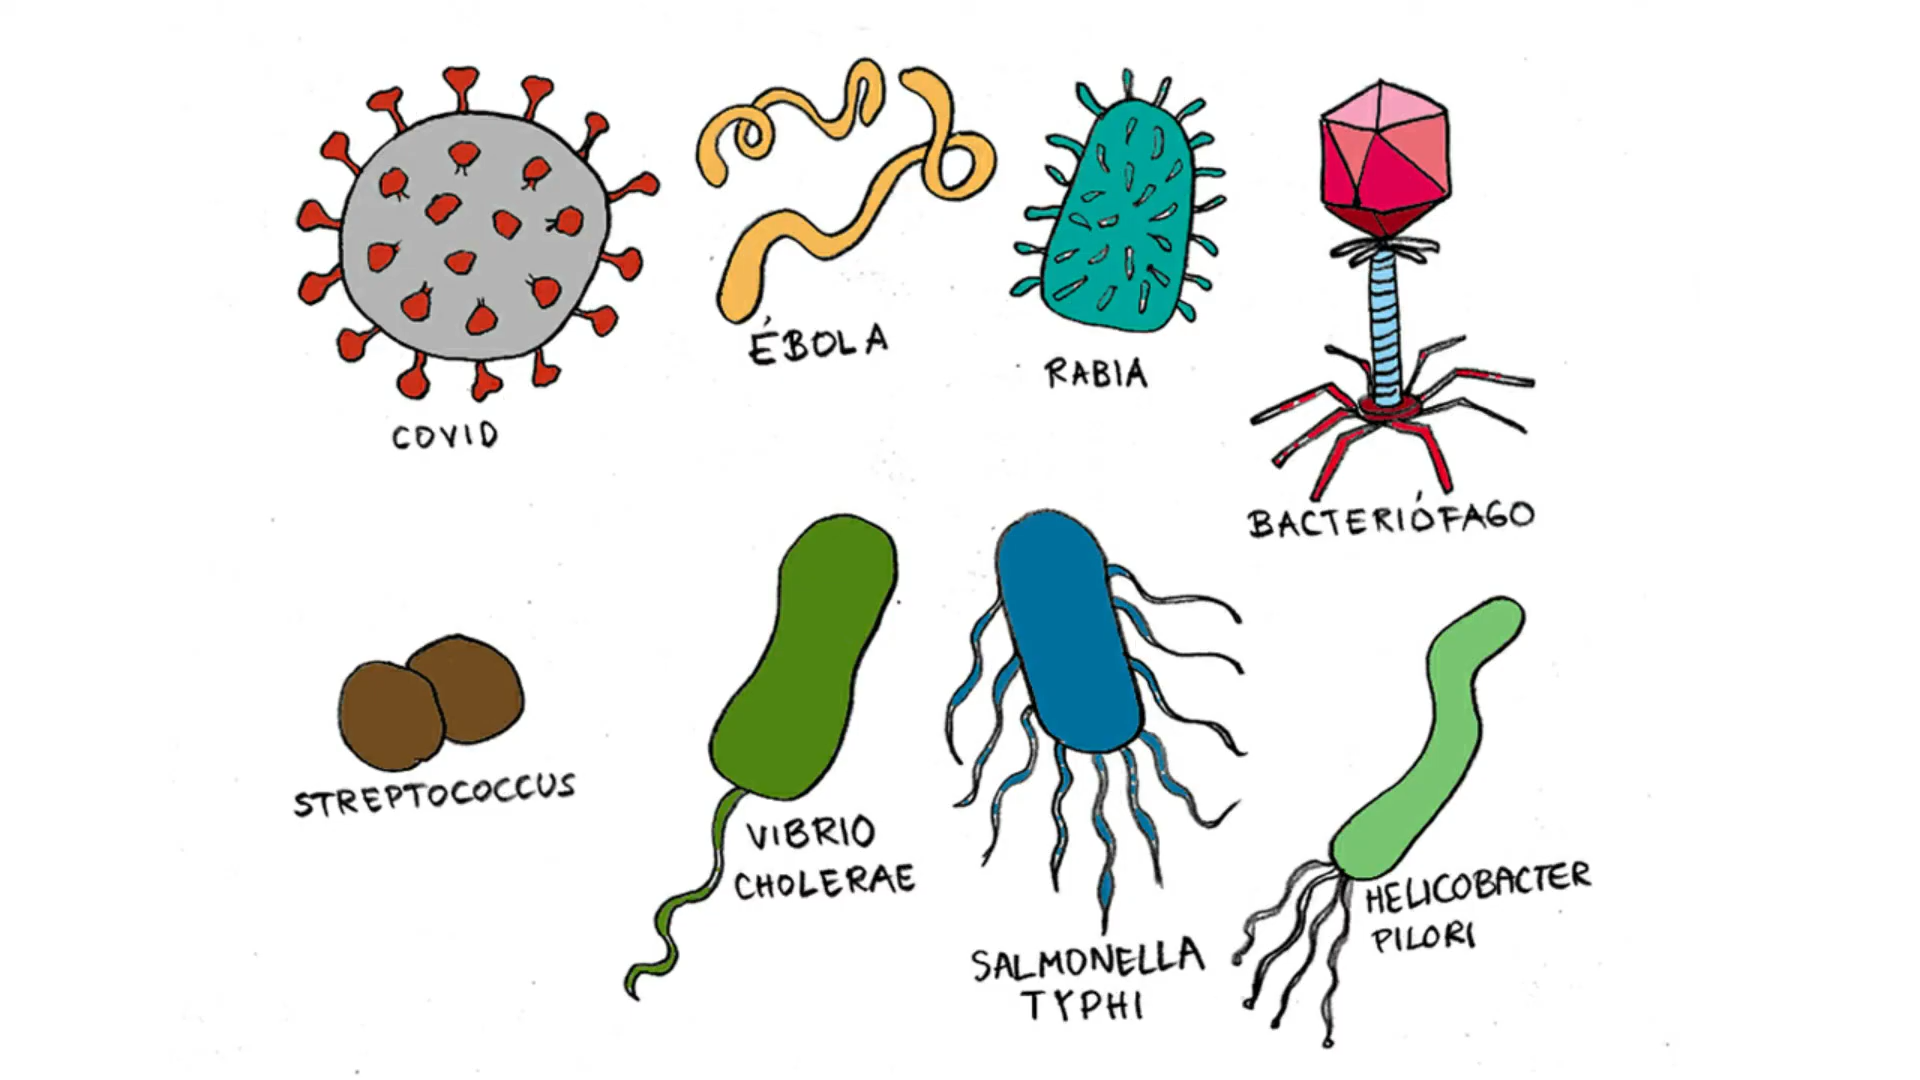 COVID
ÉBOLA
RABIA
BACTERIÓFAGO
STREPTOCOCCUS
VIBRIO
CHOLERAE
SALMONELLA
TYPHI
HELICOBACTER
PILORI